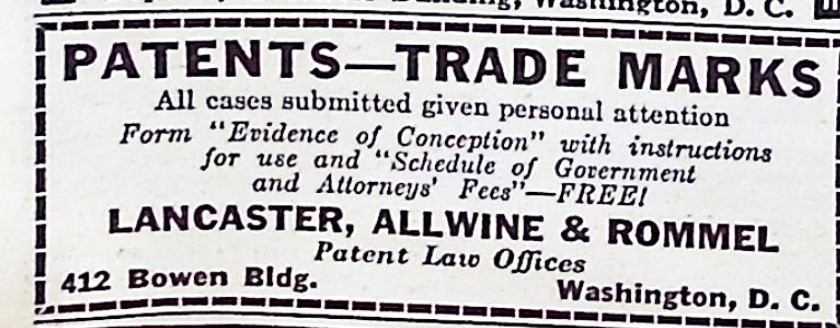 Washington, D. C.
PATENTS—TRADE MARKS
All cases submitted given personal attention
Form "Evidence of Conception" with instructions
for use and "Schedule of Government
and Attorneys' Fees"—FREE!
LANCASTER, ALLWINE & ROMMEL
Patent Law Offices
412 Bowen Bldg. Washington, D. C.